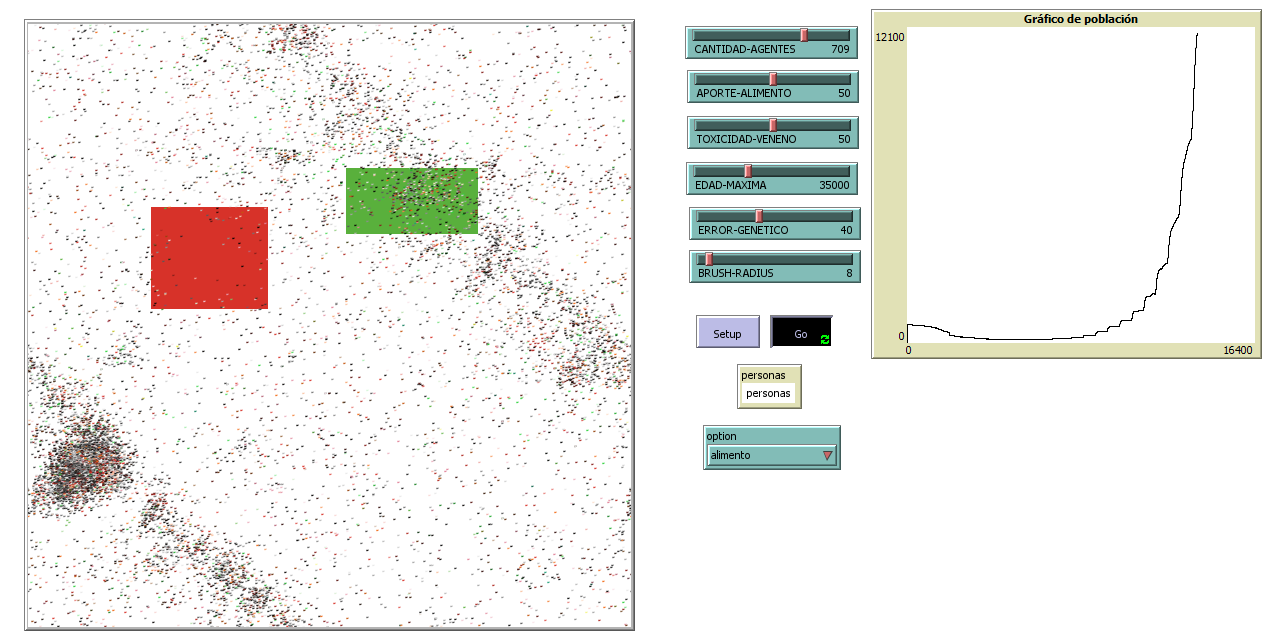 CANTIDAD-AGENTES 709
APORTE-ALIMENTO 50
TOXICIDAD-VENENO 50
EDAD-MAXIMA 35000
ERROR-GENETICO 40
BRUSH-RADIUS 8
Setup
Go
personas
personas
option
alimento
Gráfico de población
12100
0
0 16400